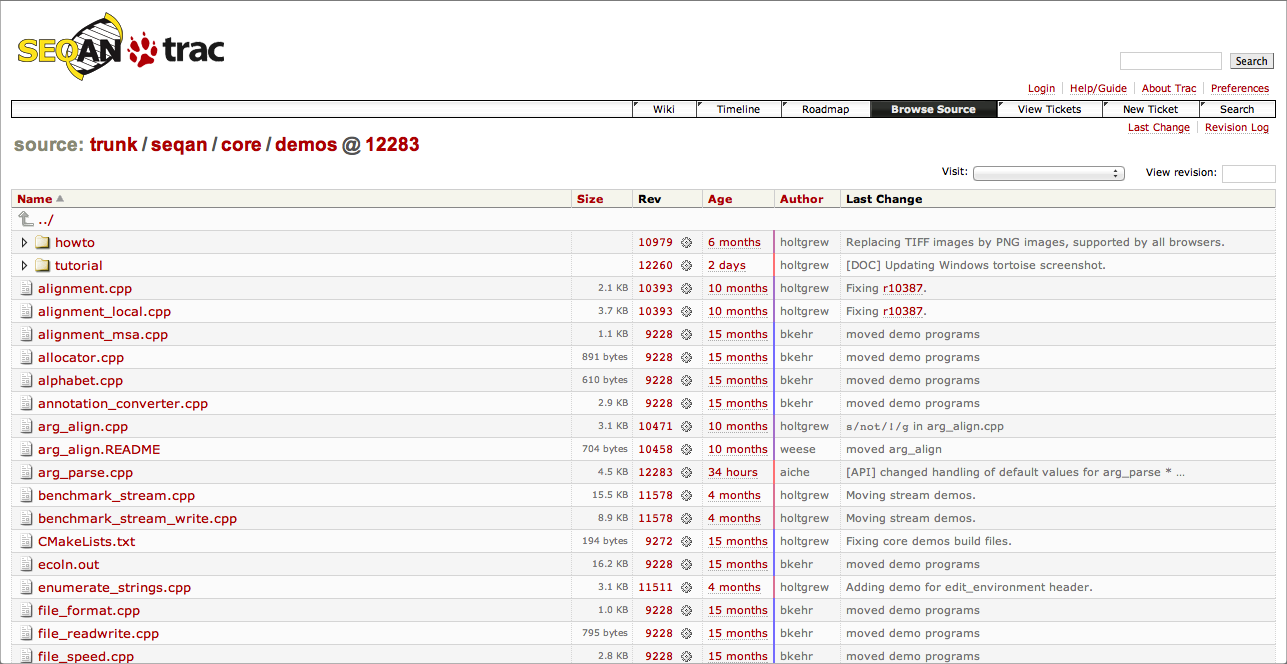 SEQAN trac
Search
Login Help/Guide About Trac Preferences
Wiki Timeline Roadmap Browse Source View Tickets New Ticket Search
Last Change Revision Log
source: trunk / seqan / core / demos @ 12283
Visit: View revision:
Name Size Rev Age Author Last Change
../
howto 10979 6 months holtgrew Replacing TIFF images by PNG images, supported by all browsers.
tutorial 12260 2 days holtgrew [DOC] Updating Windows tortoise screenshot.
alignment.cpp 2.1 KB 10393 10 months holtgrew Fixing r10387.
alignment_local.cpp 3.7 KB 10393 10 months holtgrew Fixing r10387.
alignment_msa.cpp 1.1 KB 9228 15 months bkehr moved demo programs
allocator.cpp 891 bytes 9228 15 months bkehr moved demo programs
alphabet.cpp 610 bytes 9228 15 months bkehr moved demo programs
annotation_converter.cpp 2.9 KB 9228 15 months bkehr moved demo programs
arg_align.cpp 3.1 KB 10471 10 months holtgrew s/not/!/g in arg_align.cpp
arg_align.README 704 bytes 10458 10 months weese moved arg_align
arg_parse.cpp 4.5 KB 12283 34 hours aiche [API] changed handling of default values for arg_parse * ...
benchmark_stream.cpp 15.5 KB 11578 4 months holtgrew Moving stream demos.
benchmark_stream_write.cpp 8.9 KB 11578 4 months holtgrew Moving stream demos.
CMakeLists.txt 194 bytes 9272 15 months holtgrew Fixing core demos build files.
ecoln.out 16.2 KB 9228 15 months bkehr moved demo programs
enumerate_strings.cpp 3.1 KB 11511 4 months holtgrew Adding demo for edit_environment header.
file_format.cpp 1.0 KB 9228 15 months bkehr moved demo programs
file_readwrite.cpp 795 bytes 9228 15 months bkehr moved demo programs
file_speed.cpp 2.8 KB 9228 15 months bkehr moved demo programs